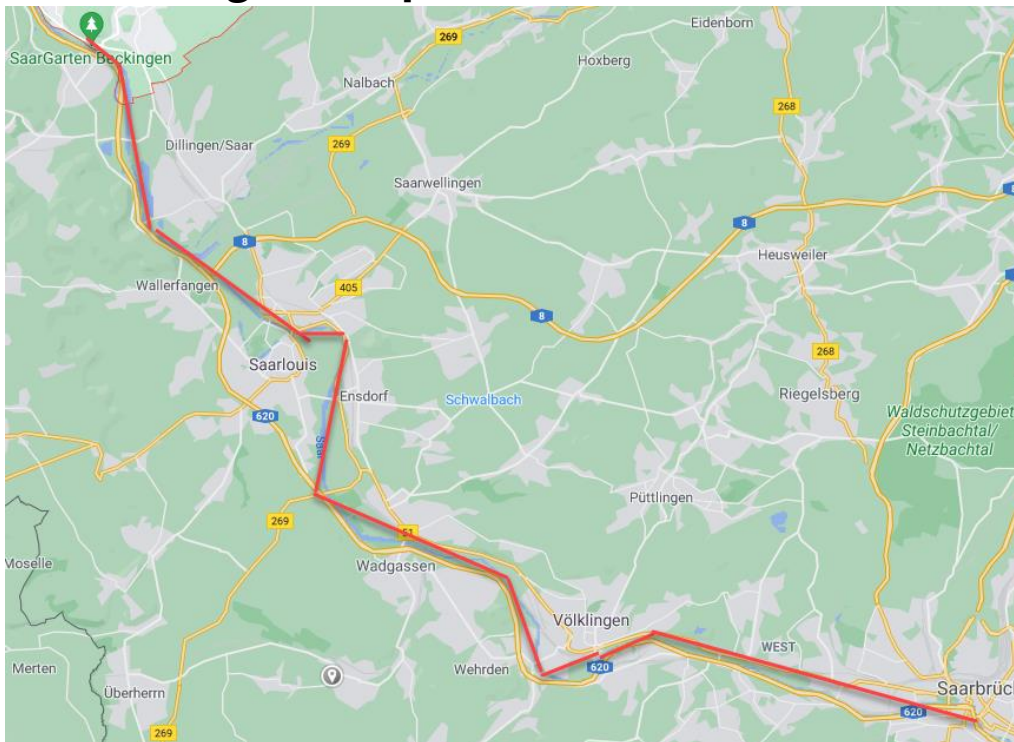 Eidenborn
269
SaarGarten Beckingen
Hoxberg
Nalbach
268
Dillingen/Saar
269
Saarwellingen
8
8
8
Heusweiler
Wallerfangen
405
8
8
Saarlouis
268
Ensdorf
Schwalbach
Riegelsberg
620
Waldschutzgebiet
Steinbachtal/
Netzbachtal
Saar
Püttlingen
269
51
Moselle
Wadgassen
Völklingen
WEST
Merten
Wehrden
620
Überherrn
Saarbrüc
620
269